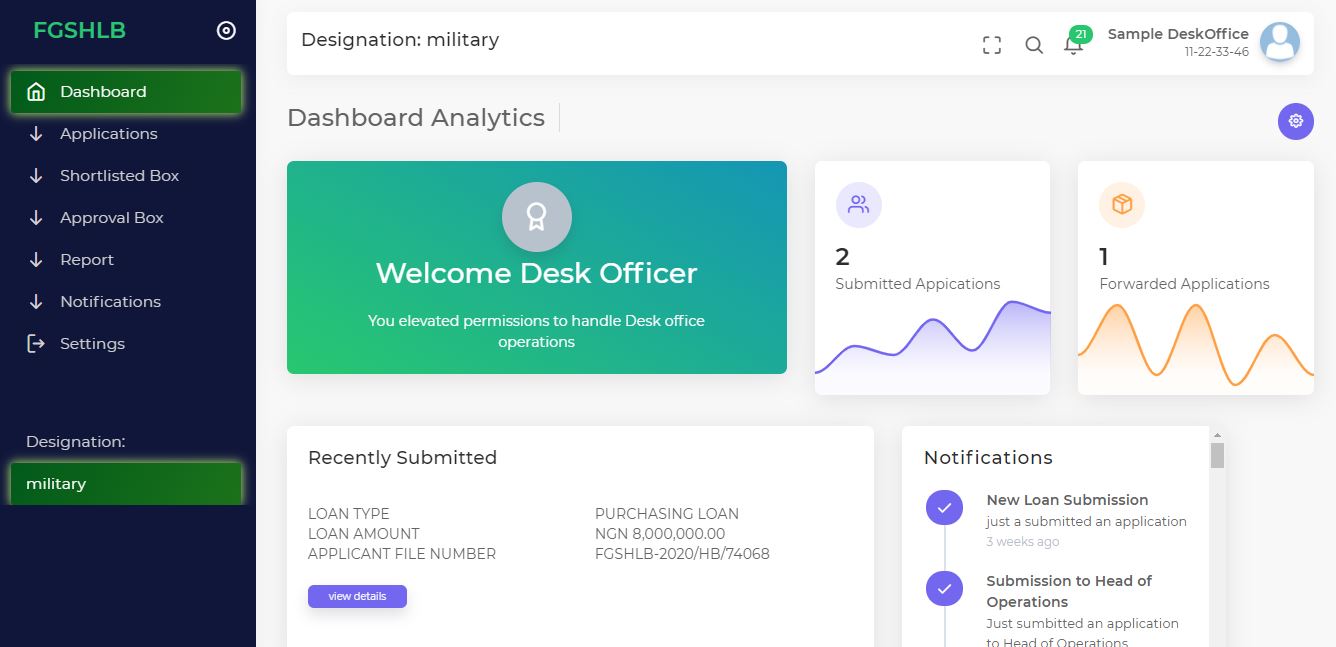 FGSHLB
Dashboard
Applications
Shortlisted Box
Approval Box
Report
Notifications
Settings
Designation:
military
Designation: military
21
Sample DeskOffice
11-22-33-46
Dashboard Analytics
Welcome Desk Officer
You elevated permissions to handle Desk office
operations
2
Submitted Appications
1
Forwarded Applications
Recently Submitted
LOAN TYPE PURCHASING LOAN
LOAN AMOUNT NGN 8,000,000.00
APPLICANT FILE NUMBER FGSHLB-2020/HB/74068
view details
Notifications
New Loan Submission
just a submitted an application
3 weeks ago
Submission to Head of
Operations
Just sumbitted an application
to Head of Operations